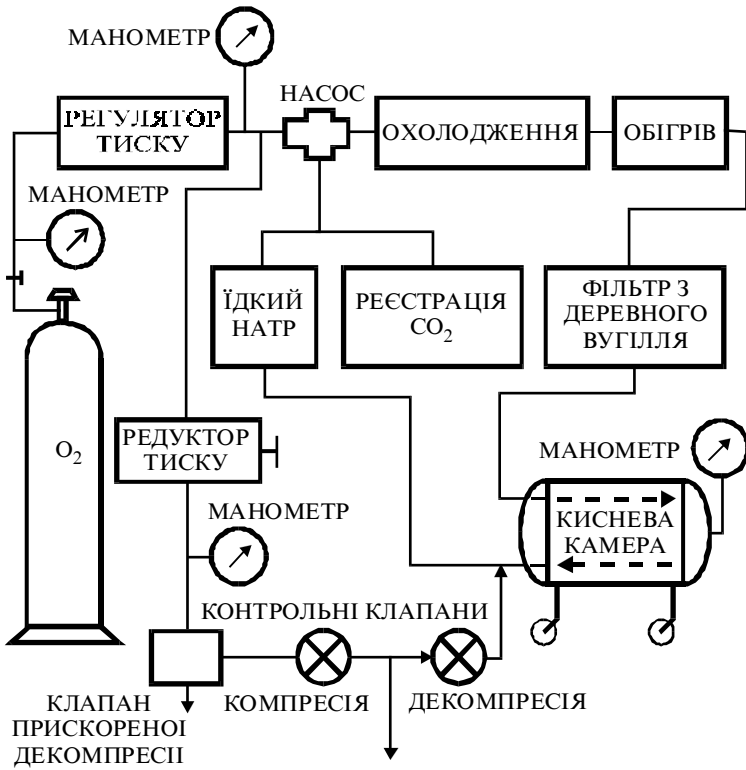 МАНОМЕТР
НАСОС
РЕГУЛЯТОР
ТИСКУ
ОХОЛОДЖЕННЯ
ОБІГРІВ
МАНОМЕТР
ЇДКИЙ
НАТР
РЕЄСТРАЦІЯ
CO2
ФІЛЬТР З
ДЕРЕВНОГО
ВУГІЛЛЯ
O2
РЕДУКТОР
ТИСКУ
МАНОМЕТР
МАНОМЕТР
КИСНЕВА
КАМЕРА
КОНТРОЛЬНІ КЛАПАНИ
КЛАПАН
ПРИСКОРЕНОЇ
ДЕКОМПРЕСІІ
КОМПРЕСІЯ
ДЕКОМПРЕСІЯ